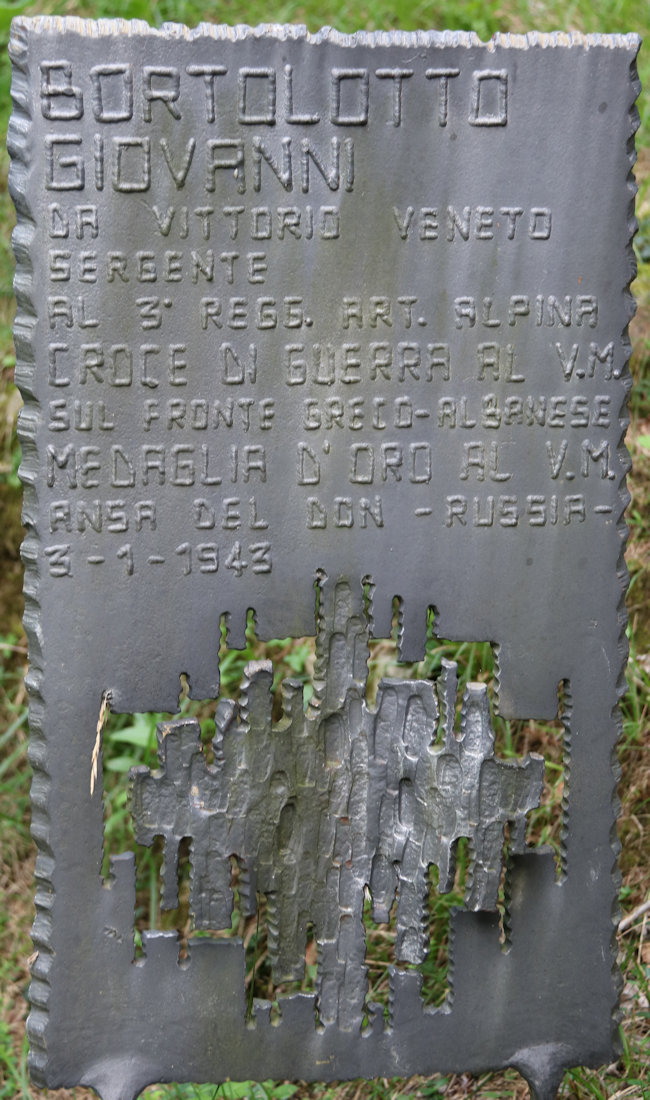 BORTOLOTTO
GIOVANNI
DA VITTORIO VENETO
SERGENTE
AL 3° REGG. ART. ALPINA
CROCE DI GUERRA AL V.M.
SUL FRONTE GRECO-ALBANESE
MEDAGLIA D'ORO AL V.M.
ANSA DEL DON -RUSSIA-
3-1-1943